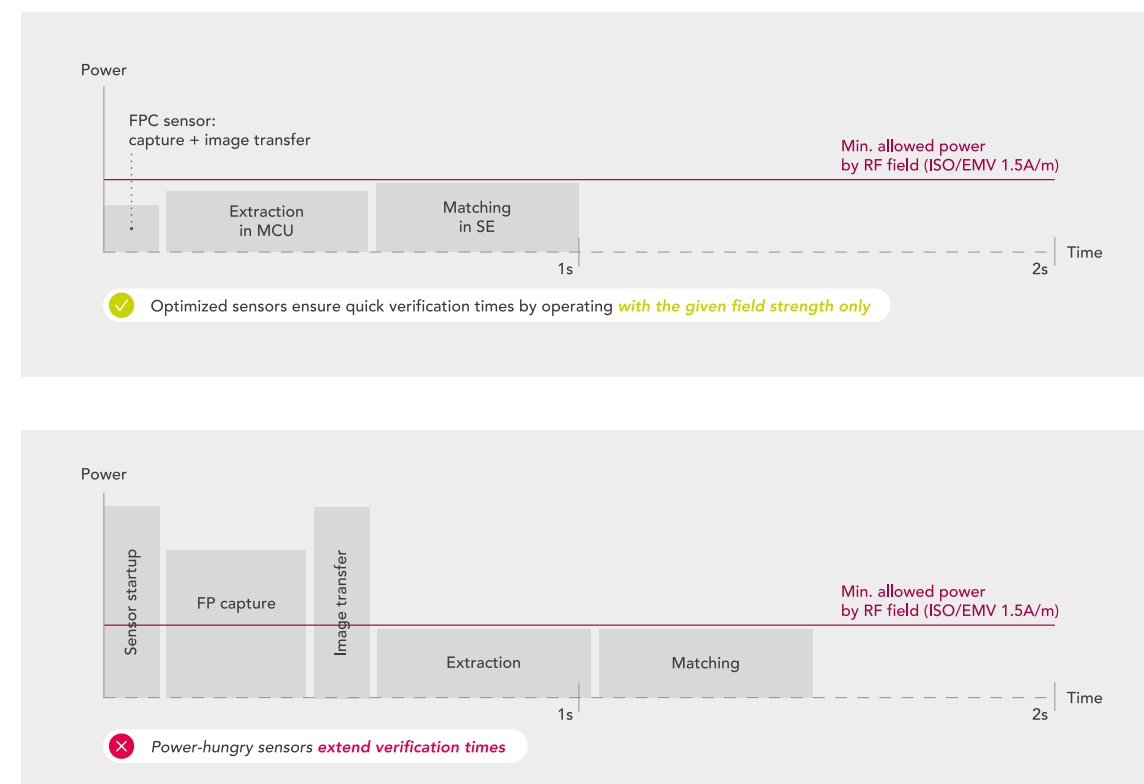 Power
FPC sensor:
capture + image transfer
Min. allowed power
by RF field (ISO/EMV 1.5A/m)
Extraction
in MCU
Matching
in SE
Time
1s
2s
Optimized sensors ensure quick verification times by operating with the given field strength only
Power
Sensor startup
FP capture
Image transfer
Min. allowed power
by RF field (ISO/EMV 1.5A/m)
Extraction
Matching
Time
1s
2s
Power-hungry sensors extend verification times